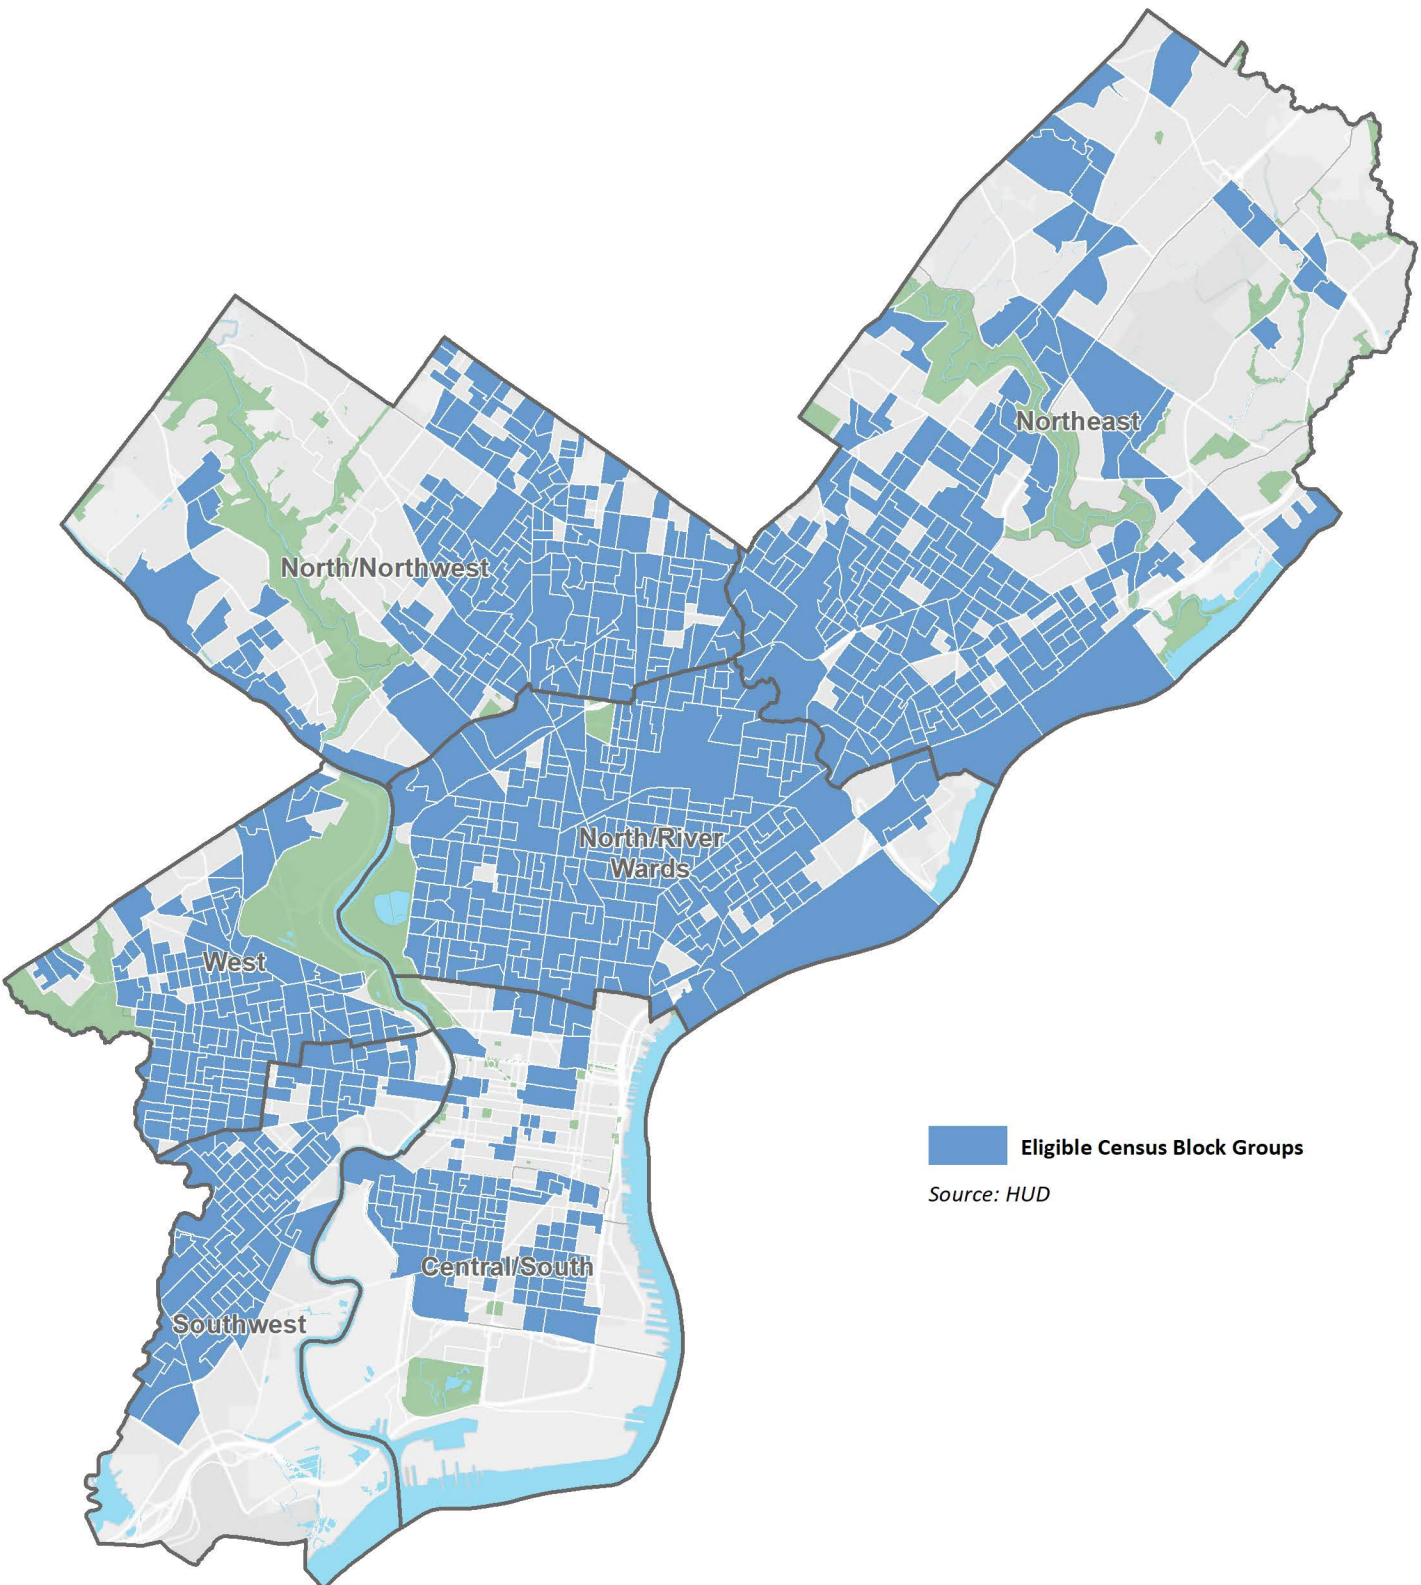 Northeast
North/Northwest
North/River
Wards
West
Eligible Census Block Groups
Source: HUD
Central/South
Southwest